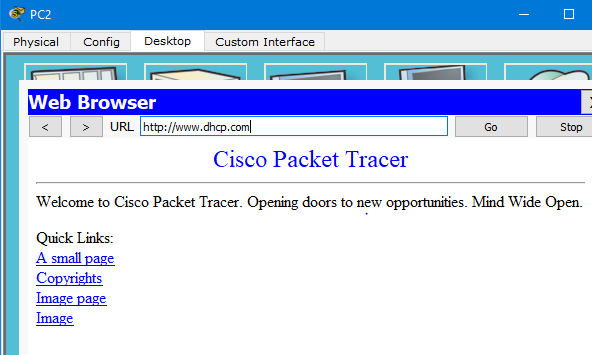 PC2
Physical Config Desktop Custom Interface
Web Browser
< > URL http://www.dhcp.com Go Stop
Cisco Packet Tracer
Welcome to Cisco Packet Tracer. Opening doors to new opportunities. Mind Wide Open.
Quick Links:
A small page
Copyrights
Image page
Image